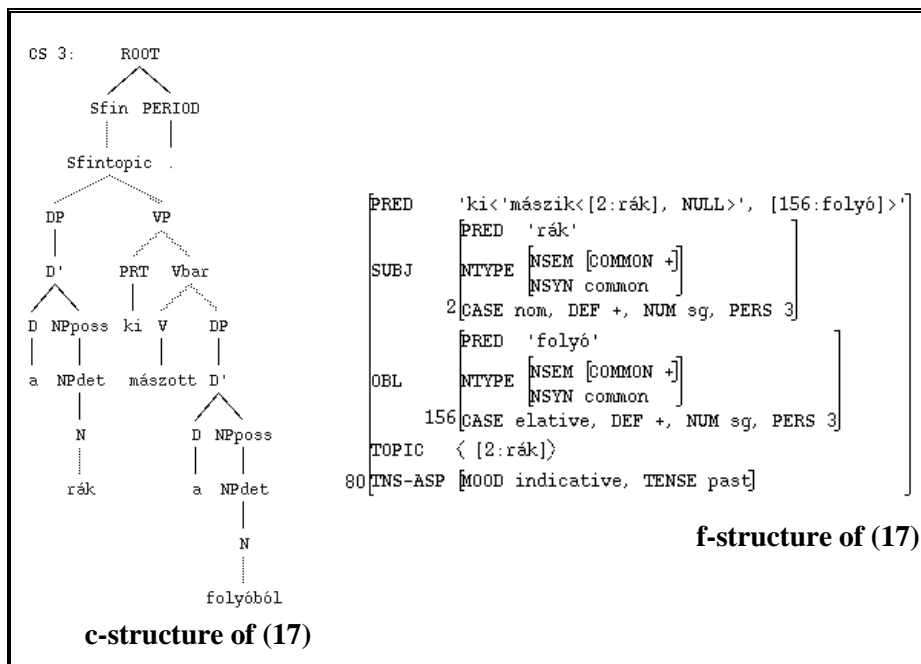 CS 3: ROOT
Sfin PERIOD
Sfintopic .
DP VP
D' PRT Vbar
D NPposs ki V DP
a NPdet mászott D'
N D NPposs
rák a NPdet
N
folyóból
c-structure of (17)
PRED 'ki<'mászik<[2:rák], NULL>', [156:folyó]>'
PRED 'rák'
SUBJ NTYPE [NSEM [COMMON +]
NSYN common]
2[CASE nom, DEF +, NUM sg, PERS 3]
PRED 'folyó'
OBL NTYPE [NSEM [COMMON +]
NSYN common]
156[CASE elative, DEF +, NUM sg, PERS 3]
TOPIC < [2:rák]>
80[TNS-ASP [MOOD indicative, TENSE past]
f-structure of (17)